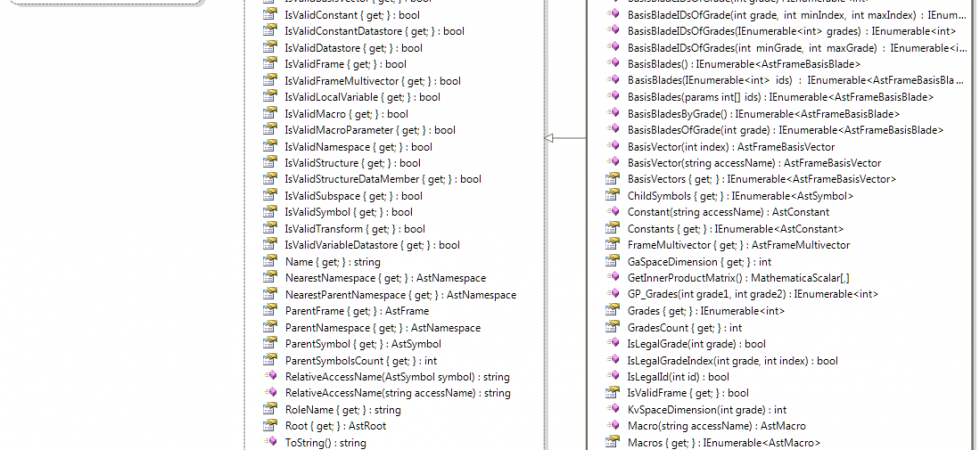 IsValidBasisVector { get; } : bool
IsValidConstant { get; } : bool
IsValidConstantDatastore { get; } : bool
IsValidDatastore { get; } : bool
IsValidFrame { get; } : bool
IsValidFrameMultivector { get; } : bool
IsValidLocalVariable { get; } : bool
IsValidMacro { get; } : bool
IsValidMacroParameter { get; } : bool
IsValidNamespace { get; } : bool
IsValidStructure { get; } : bool
IsValidStructureDataMember { get; } : bool
IsValidSubspace { get; } : bool
IsValidSymbol { get; } : bool
IsValidTransform { get; } : bool
IsValidVariableDatastore { get; } : bool
Name { get; } : string
NearestNamespace { get; } : AstNamespace
NearestParentNamespace { get; } : AstNamespace
ParentFrame { get; } : AstFrame
ParentNamespace { get; } : AstNamespace
ParentSymbol { get; } : AstSymbol
ParentSymbolsCount { get; } : int
RelativeAccessName(AstSymbol symbol) : string
RelativeAccessName(string accessName) : string
RoleName { get; } : string
Root { get; } : AstRoot
ToString() : string
BasisBladeIDsOfGrade(int grade, int minIndex, int maxIndex) : IEnum...
BasisBladeIDsOfGrades(IEnumerable<int> grades) : IEnumerable<int>
BasisBladeIDsOfGrades(int minGrade, int maxGrade) : IEnumerable<i...
BasisBlades() : IEnumerable<AstFrameBasisBlade>
BasisBlades(IEnumerable<int> ids) : IEnumerable<AstFrameBasisBla...
BasisBlades(params int[] ids) : IEnumerable<AstFrameBasisBlade>
BasisBladesByGrade() : IEnumerable<AstFrameBasisBlade>
BasisBladesOfGrade(int grade) : IEnumerable<AstFrameBasisBlade>
BasisVector(int index) : AstFrameBasisVector
BasisVector(string accessName) : AstFrameBasisVector
BasisVectors { get; } : IEnumerable<AstFrameBasisVector>
ChildSymbols { get; } : IEnumerable<AstSymbol>
Constant(string accessName) : AstConstant
Constants { get; } : IEnumerable<AstConstant>
FrameMultivector { get; } : AstFrameMultivector
GaSpaceDimension { get; } : int
GetInnerProductMatrix() : MathematicaScalar[,]
GP_Grades(int grade1, int grade2) : IEnumerable<int>
Grades { get; } : IEnumerable<int>
GradesCount { get; } : int
IsLegalGrade(int grade) : bool
IsLegalGradeIndex(int grade, int index) : bool
IsLegalId(int id) : bool
IsValidFrame { get; } : bool
KvSpaceDimension(int grade) : int
Macro(string accessName) : AstMacro
Macros { get; } : IEnumerable<AstMacro>